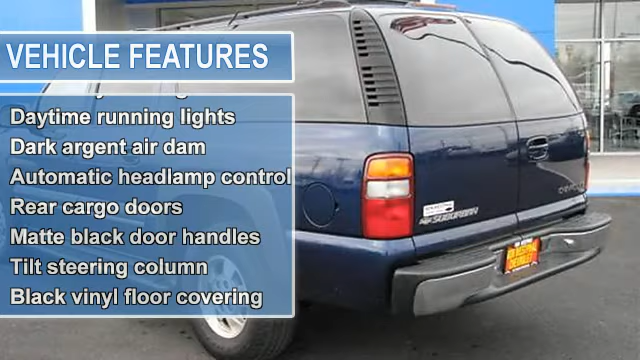 VEHICLE FEATURES
Daytime running lights
Dark argent air dam
Automatic headlamp control
Rear cargo doors
Matte black door handles
Tilt steering column
Black vinyl floor covering
SUBURBAN
CHEVROLET